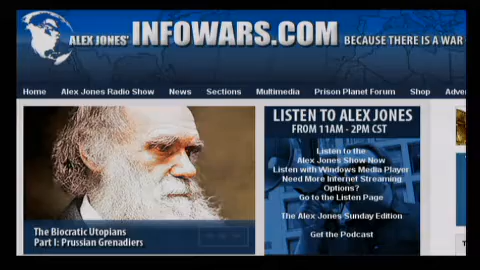 ALEX JONES' INFOWARS.COM BECAUSE THERE IS A WAR
Home Alex Jones Radio Show News Sections Multimedia Prison Planet Forum Shop Adve
LISTEN TO ALEX JONES
FROM 11AM - 2PM CST
Listen to the
Alex Jones Show Now
Listen with Windows Media Player
Need More Internet Streaming
Options?
Go to the Listen Page
The Alex Jones Sunday Edition
Get the Podcast
The Biocratic Utopians
Part I: Prussian Grenadiers